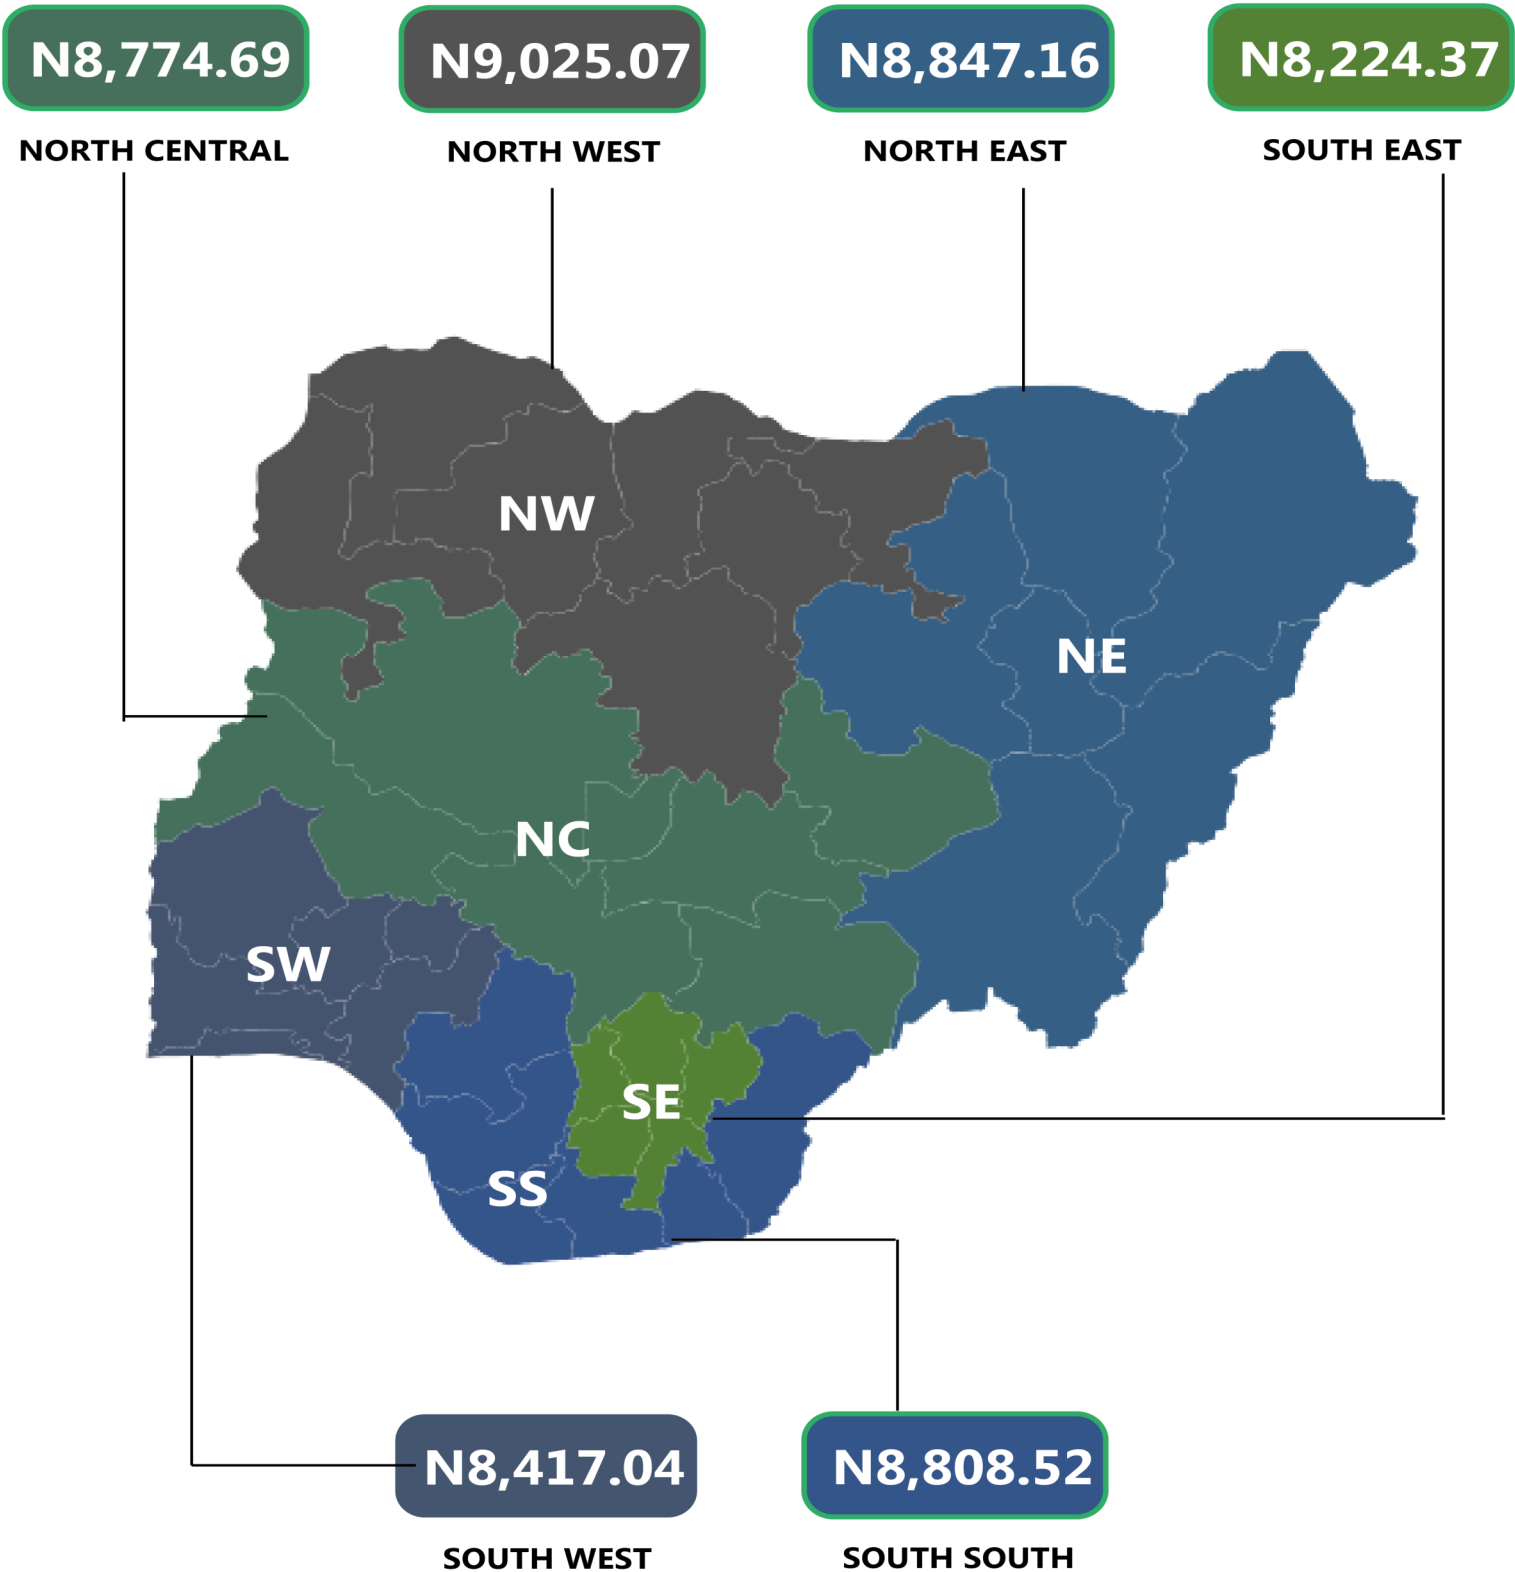 N8,774.69
N9,025.07
N8,847.16
N8,224.37
NORTH CENTRAL
NORTH WEST
NORTH EAST
SOUTH EAST
NW
NE
NC
SW
SE
SS
N8,417.04
N8,808.52
SOUTH WEST
SOUTH SOUTH